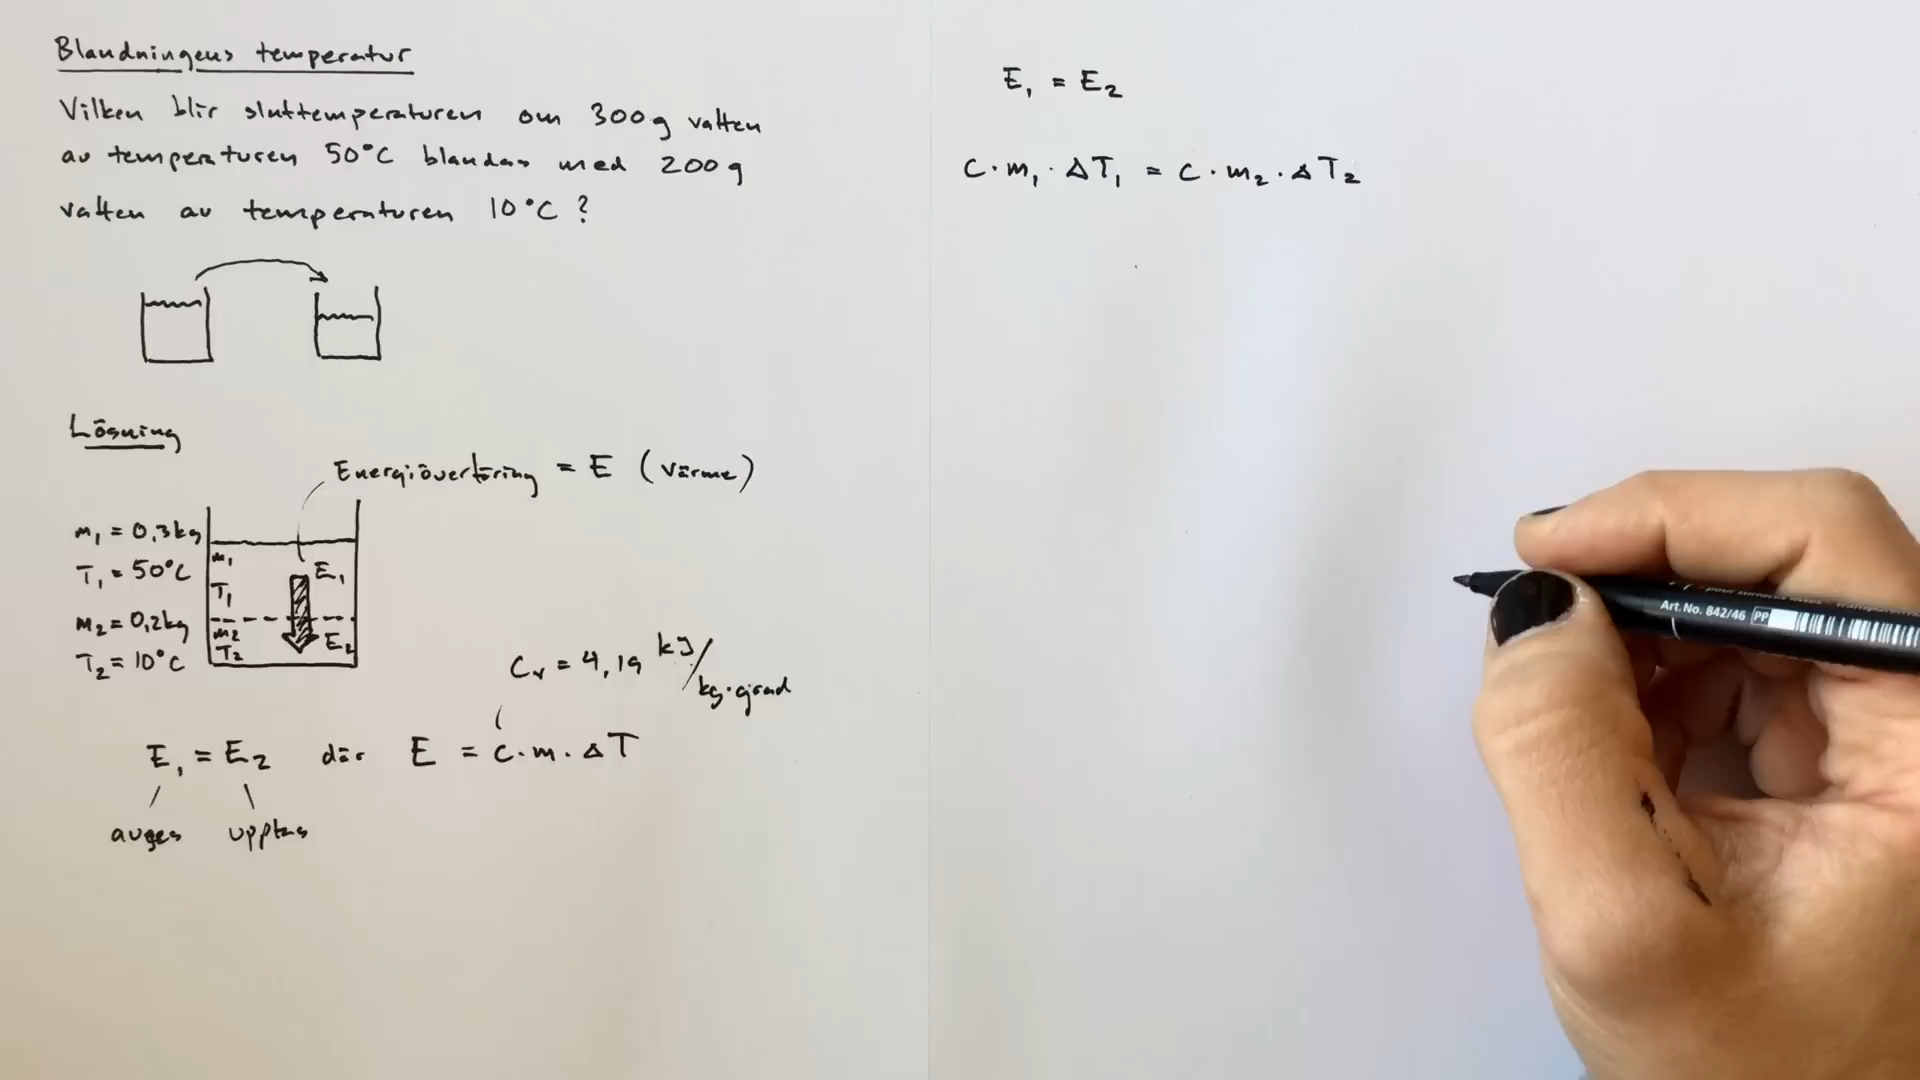 Blandningens temperatur
Vilken blir sluttemperaturen om 300g vatten
av temperaturen 50°C blandas med 200g
vatten av temperaturen 10°C?
Lösning
Energiöverföring = E (värme)
m₁ = 0,3kg
T₁ = 50°C
m₂ = 0,2kg
T₂ = 10°C
m₁
T₁
E₁
m₂
T₂
E₂
Cᵥ = 4,19 kJ/kg·grad
E₁ = E₂ där E = c·m·ΔT
avges upptas
E₁ = E₂
C·m₁·ΔT₁ = C·m₂·ΔT₂
Art.No. 842/46 PP